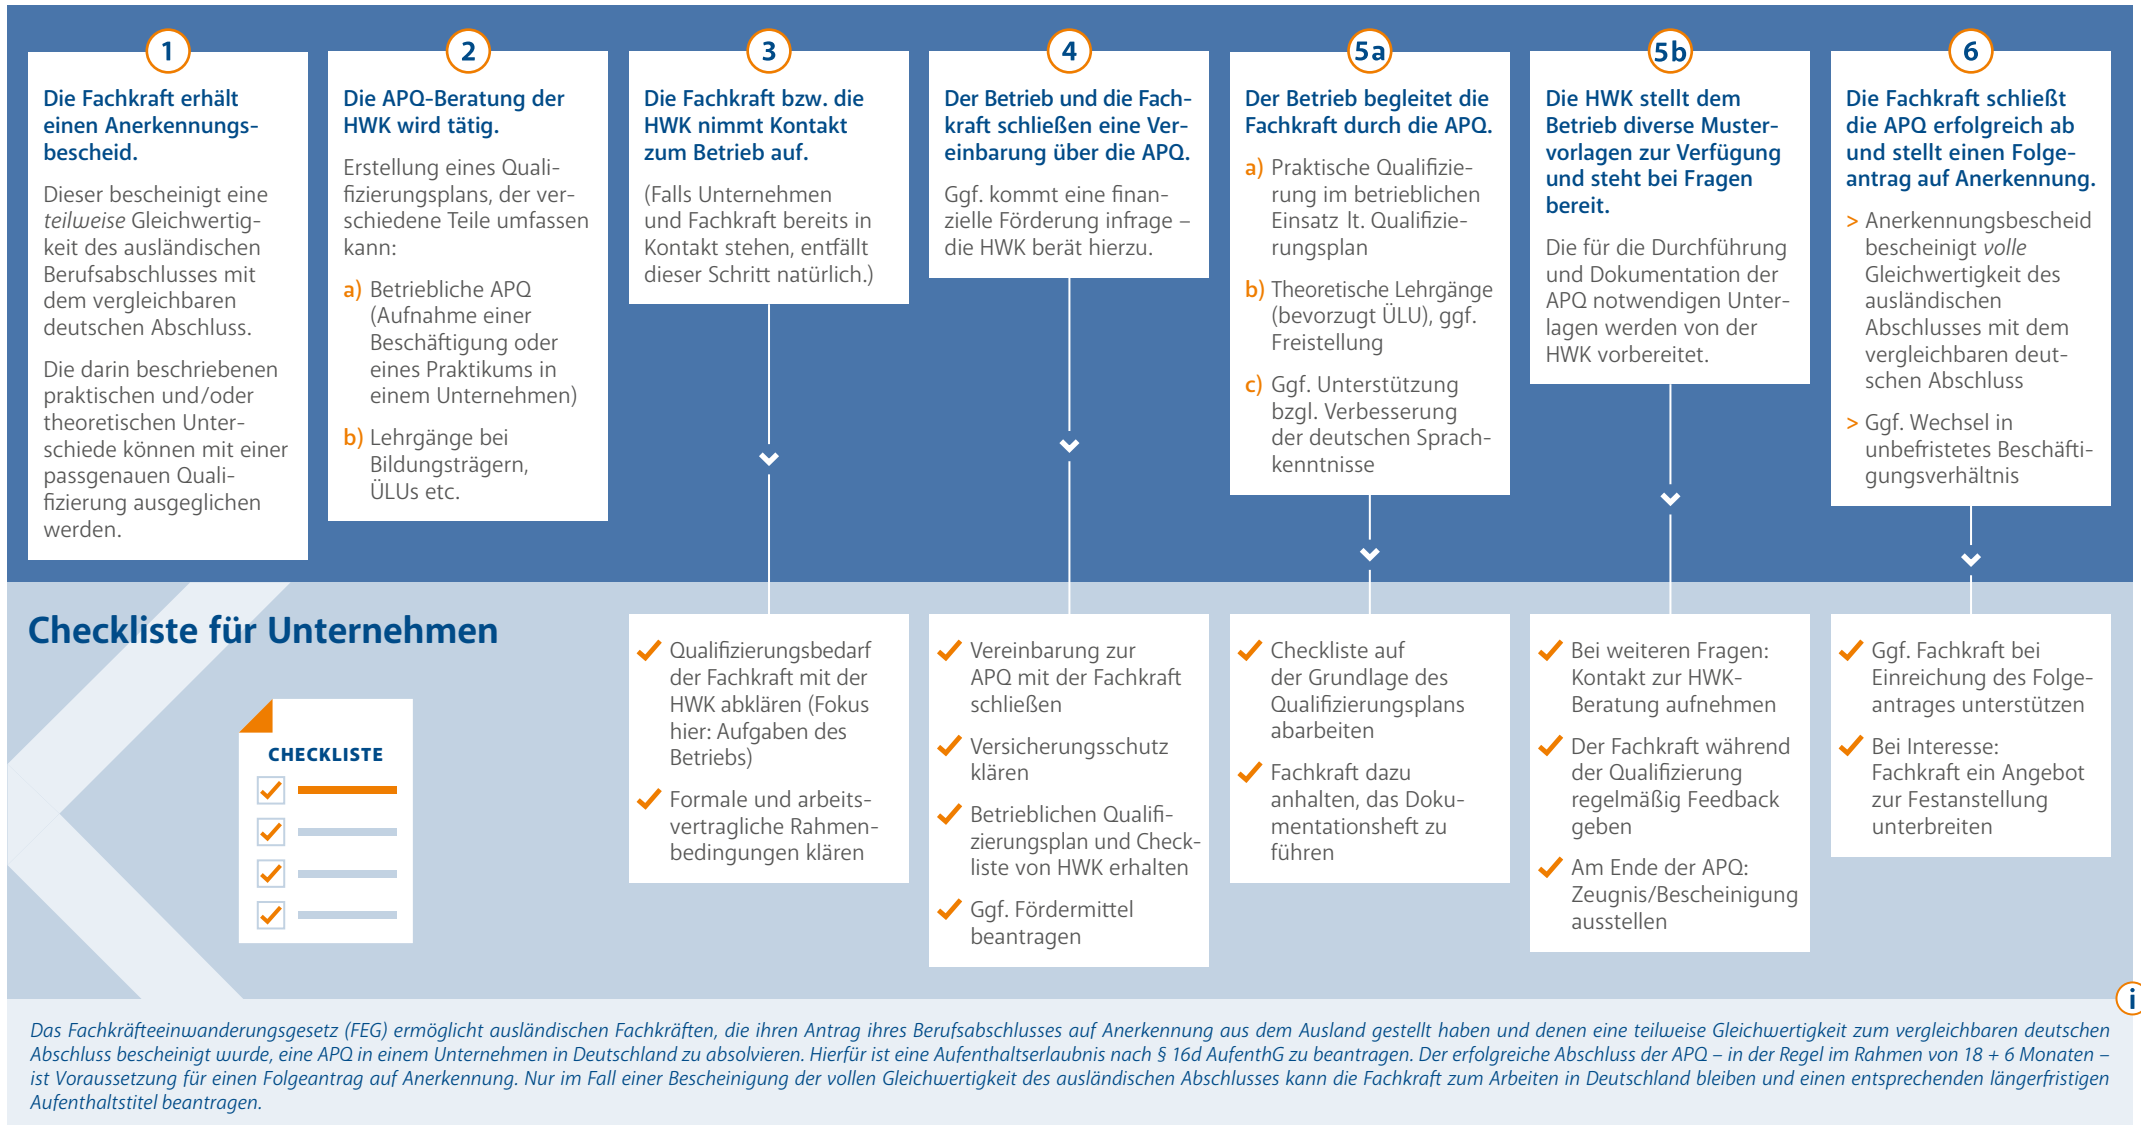 1
Die Fachkraft erhält
einen Anerkennungs-
bescheid.
Dieser bescheinigt eine
teilweise Gleichwertig-
keit des ausländischen
Berufsabschlusses mit
dem vergleichbaren
deutschen Abschluss.
Die darin beschriebenen
praktischen und/oder
theoretischen Unter-
schiede können mit einer
passgenauen Quali-
fizierung ausgeglichen
werden.
2
Die APQ-Beratung der
HWK wird tätig.
Erstellung eines Quali-
fizierungsplans, der ver-
schiedene Teile umfassen
kann:
a) Betriebliche APQ
(Aufnahme einer
Beschäftigung oder
eines Praktikums in
einem Unternehmen)
b) Lehrgänge bei
Bildungsträgern,
ÜLUs etc.
3
Die Fachkraft bzw. die
HWK nimmt Kontakt
zum Betrieb auf.
(Falls Unternehmen
und Fachkraft bereits in
Kontakt stehen, entfällt
dieser Schritt natürlich.)
4
Der Betrieb und die Fach-
kraft schließen eine Ver-
einbarung über die APQ.
Ggf. kommt eine finan-
zielle Förderung infrage –
die HWK berät hierzu.
5a
Der Betrieb begleitet die
Fachkraft durch die APQ.
a) Praktische Qualifizie-
rung im betrieblichen
Einsatz lt. Qualifizie-
rungsplan
b) Theoretische Lehrgänge
(bevorzugt ÜLU), ggf.
Freistellung
c) Ggf. Unterstützung
bzgl. Verbesserung
der deutschen Sprach-
kenntnisse
5b
Die HWK stellt dem
Betrieb diverse Muster-
vorlagen zur Verfügung
und steht bei Fragen
bereit.
Die für die Durchführung
und Dokumentation der
APQ notwendigen Unter-
lagen werden von der
HWK vorbereitet.
6
Die Fachkraft schließt
die APQ erfolgreich ab
und stellt einen Folge-
antrag auf Anerkennung.
> Anerkennungsbescheid
bescheinigt volle
Gleichwertigkeit des
ausländischen
Abschlusses mit dem
vergleichbaren deut-
schen Abschluss
> Ggf. Wechsel in
unbefristetes Beschäfti-
gungsverhältnis
Checkliste für Unternehmen
CHECKLISTE
Qualifizierungsbedarf
der Fachkraft mit der
HWK abklären (Fokus
hier: Aufgaben des
Betriebs)
Formale und arbeits-
vertragliche Rahmen-
bedingungen klären
Vereinbarung zur
APQ mit der Fachkraft
schließen
Versicherungsschutz
klären
Betrieblichen Qualifi-
zierungsplan und Check-
liste von HWK erhalten
Ggf. Fördermittel
beantragen
Checkliste auf
der Grundlage des
Qualifizierungsplans
abarbeiten
Fachkraft dazu
anhalten, das Doku-
mentationsheft zu
führen
Bei weiteren Fragen:
Kontakt zur HWK-
Beratung aufnehmen
Der Fachkraft während
der Qualifizierung
regelmäßig Feedback
geben
Am Ende der APQ:
Zeugnis/Bescheinigung
ausstellen
Ggf. Fachkraft bei
Einreichung des Folge-
antrages unterstützen
Bei Interesse:
Fachkraft ein Angebot
zur Festanstellung
unterbreiten
i
Das Fachkräfteeinwanderungsgesetz (FEG) ermöglicht ausländischen Fachkräften, die ihren Antrag ihres Berufsabschlusses auf Anerkennung aus dem Ausland gestellt haben und denen eine teilweise Gleichwertigkeit zum vergleichbaren deutschen
Abschluss bescheinigt wurde, eine APQ in einem Unternehmen in Deutschland zu absolvieren. Hierfür ist eine Aufenthaltserlaubnis nach § 16d AufenthG zu beantragen. Der erfolgreiche Abschluss der APQ – in der Regel im Rahmen von 18 + 6 Monaten –
ist Voraussetzung für einen Folgeantrag auf Anerkennung. Nur im Fall einer Bescheinigung der vollen Gleichwertigkeit des ausländischen Abschlusses kann die Fachkraft zum Arbeiten in Deutschland bleiben und einen entsprechenden längerfristigen
Aufenthaltstitel beantragen.